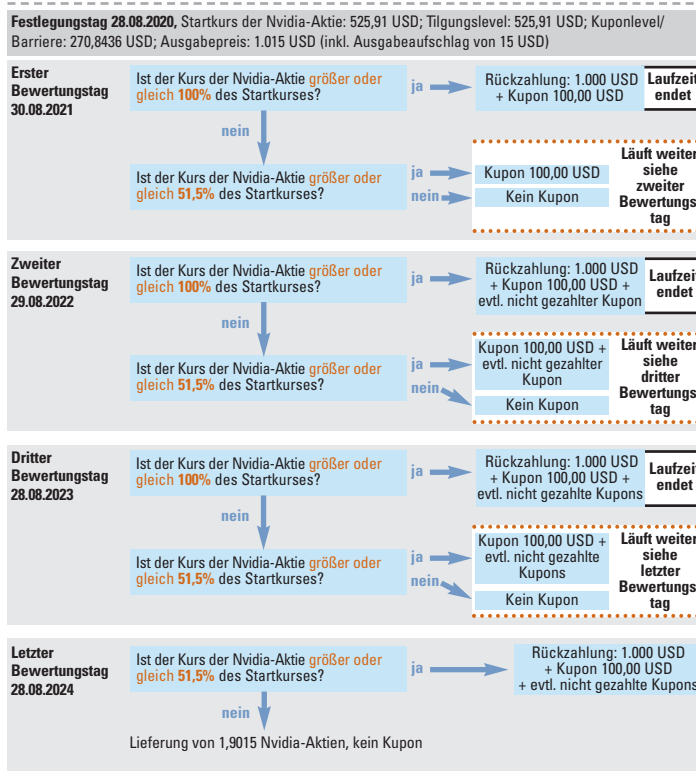 Festlegungstag 28.08.2020, Startkurs der Nvidia-Aktie: 525,91 USD; Tilgungslevel: 525,91 USD; Kuponlevel/
Barriere: 270,8436 USD; Ausgabepreis: 1.015 USD (inkl. Ausgabeaufschlag von 15 USD)
Erster
Bewertungstag
30.08.2021
Ist der Kurs der Nvidia-Aktie größer oder
gleich 100% des Startkurses?
ja
Rückzahlung: 1.000 USD
+ Kupon 100,00 USD
Laufzeit
endet
nein
Ist der Kurs der Nvidia-Aktie größer oder
gleich 51,5% des Startkurses?
ja
nein
Kupon 100,00 USD
Kein Kupon
Läuft weiter
siehe
zweiter
Bewertungs
tag
Zweiter
Bewertungstag
29.08.2022
Ist der Kurs der Nvidia-Aktie größer oder
gleich 100% des Startkurses?
ja
Rückzahlung: 1.000 USD
+ Kupon 100,00 USD +
evtl. nicht gezahlter Kupon
Laufzeit
endet
nein
Ist der Kurs der Nvidia-Aktie größer oder
gleich 51,5% des Startkurses?
ja
nein
Kupon 100,00 USD +
evtl. nicht gezahlter
Kupon
Kein Kupon
Läuft weiter
siehe
dritter
Bewertungs
tag
Dritter
Bewertungstag
28.08.2023
Ist der Kurs der Nvidia-Aktie größer oder
gleich 100% des Startkurses?
ja
Rückzahlung: 1.000 USD
+ Kupon 100,00 USD +
evtl. nicht gezahlte Kupons
Laufzeit
endet
nein
Ist der Kurs der Nvidia-Aktie größer oder
gleich 51,5% des Startkurses?
ja
nein
Kupon 100,00 USD +
evtl. nicht gezahlte
Kupons
Kein Kupon
Läuft weiter
siehe
letzter
Bewertungs
tag
Letzter
Bewertungstag
28.08.2024
Ist der Kurs der Nvidia-Aktie größer oder
gleich 51,5% des Startkurses?
ja
Rückzahlung: 1.000 USD
+ Kupon 100,00 USD
+ evtl. nicht gezahlte Kupons
nein
Lieferung von 1,9015 Nvidia-Aktien, kein Kupon